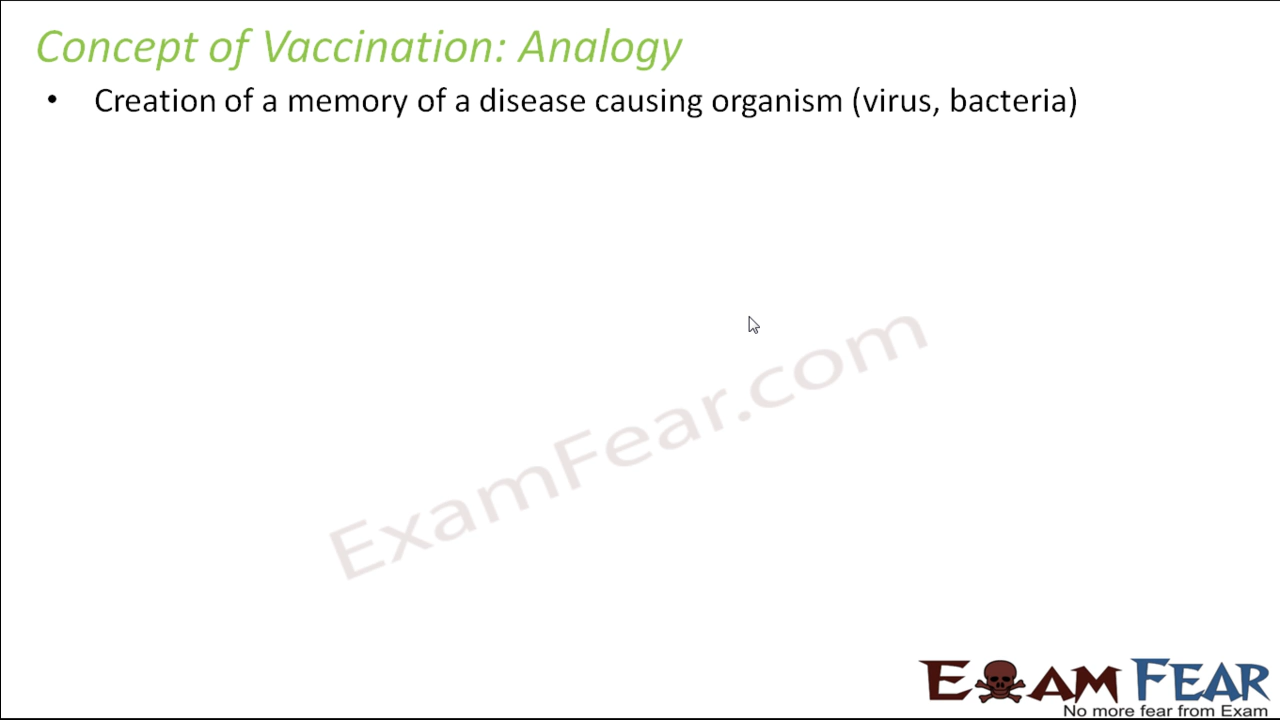 Concept of Vaccination: Analogy
• Creation of a memory of a disease causing organism (virus, bacteria)
ExamFear.com
EXAM FEAR
No more fear from Exam